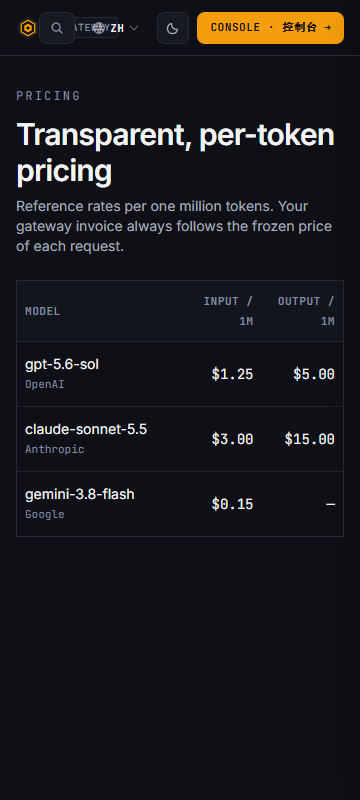 ZH
CONSOLE · 控制台 →
PRICING
Transparent, per-token
pricing
Reference rates per one million tokens. Your
gateway invoice always follows the frozen price
of each request.
MODEL
INPUT /
1M
OUTPUT /
1M
gpt-5.6-sol
OpenAI
$1.25
$5.00
claude-sonnet-5.5
Anthropic
$3.00
$15.00
gemini-3.8-flash
Google
$0.15
—